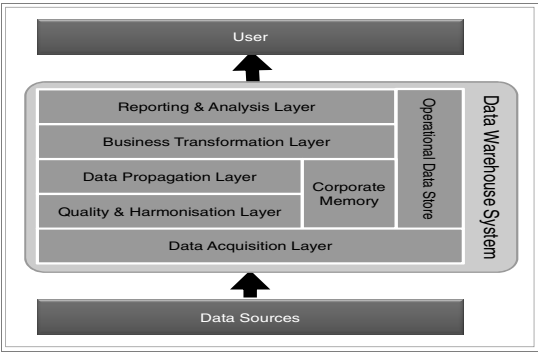 User
Reporting & Analysis Layer
Business Transformation Layer
Data Propagation Layer
Quality & Harmonisation Layer
Corporate
Memory
Data Acquisition Layer
Operational Data Store
Data Warehouse System
Data Sources